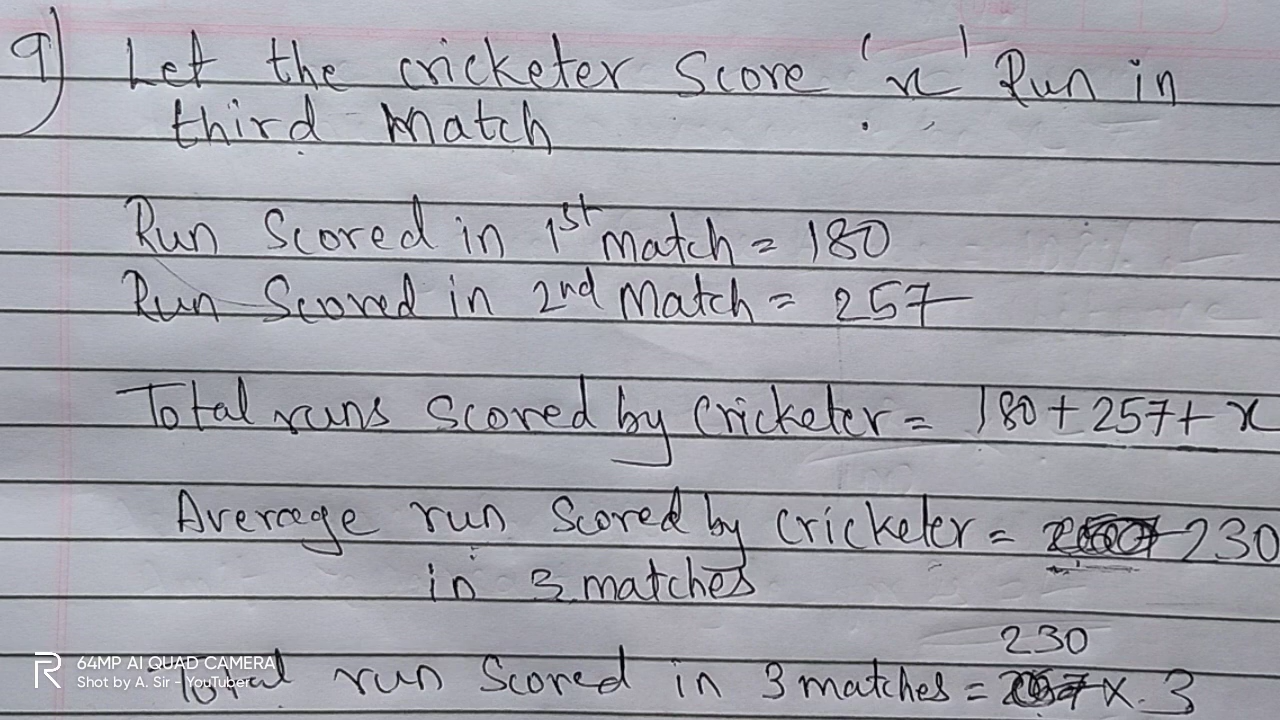 9) Let the cricketer Score 'x' Run in
third Match
Run Scored in 1st Match = 180
Run Scored in 2nd Match = 257
Total runs scored by Cricketer = 180 + 257 + x
Average run Scored by cricketer = 230
in 3 matches
230
Total run Scored in 3 matches = x 3
64MP AI QUAD CAMERA
Shot by A. Sir - YouTuber